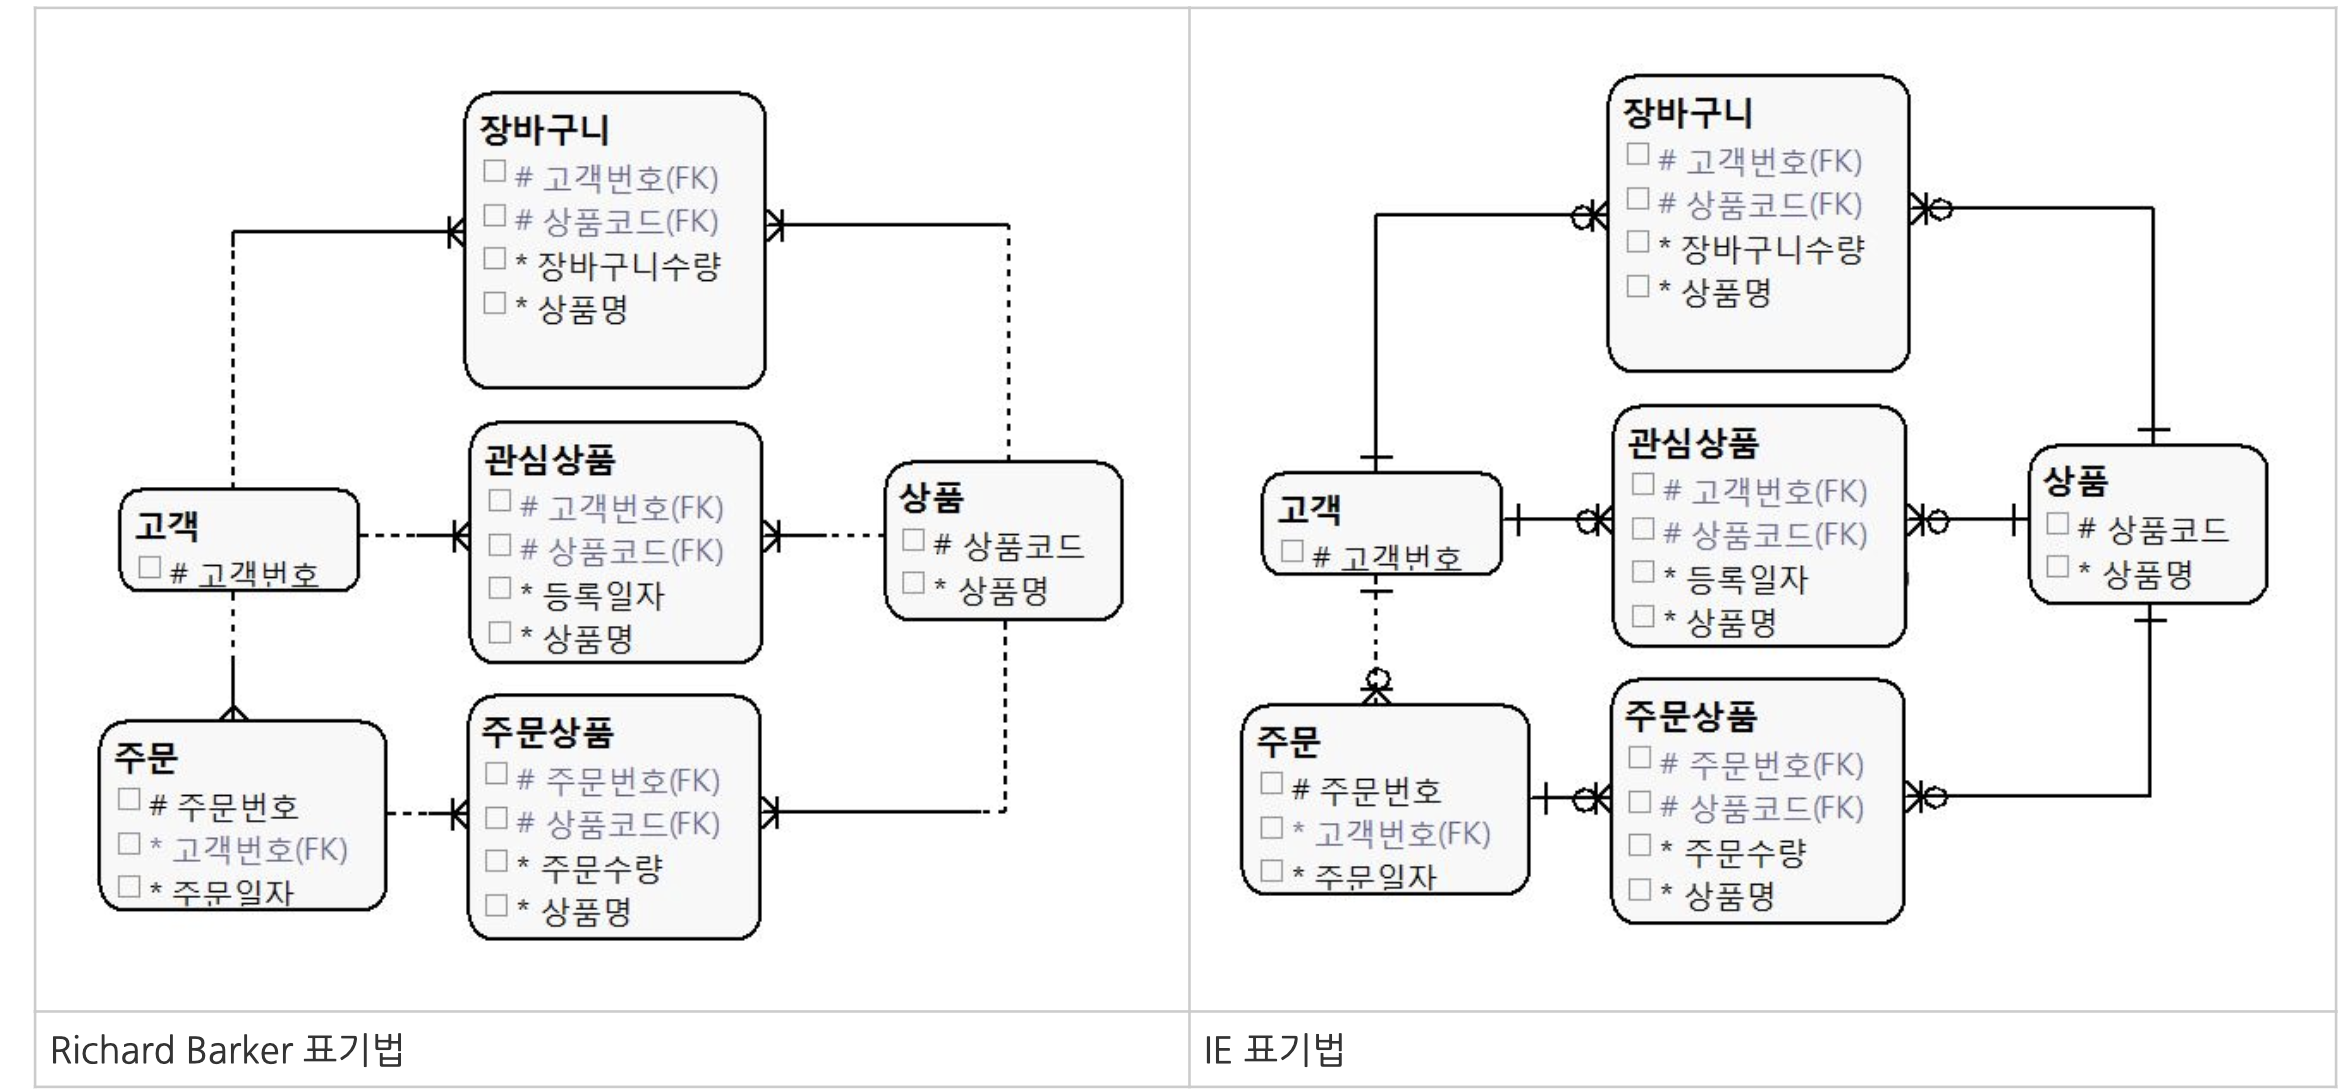 장바구니
# 고객번호(FK)
# 상품코드(FK)
* 장바구니수량
* 상품명
관심상품
# 고객번호(FK)
# 상품코드(FK)
* 등록일자
* 상품명
고객
# 고객번호
상품
# 상품코드
* 상품명
주문
# 주문번호
* 고객번호(FK)
* 주문일자
주문상품
# 주문번호(FK)
# 상품코드(FK)
* 주문수량
* 상품명
Richard Barker 표기법
장바구니
# 고객번호(FK)
# 상품코드(FK)
* 장바구니수량
* 상품명
관심상품
# 고객번호(FK)
# 상품코드(FK)
* 등록일자
* 상품명
고객
# 고객번호
상품
# 상품코드
* 상품명
주문
# 주문번호
* 고객번호(FK)
* 주문일자
주문상품
# 주문번호(FK)
# 상품코드(FK)
* 주문수량
* 상품명
IE 표기법